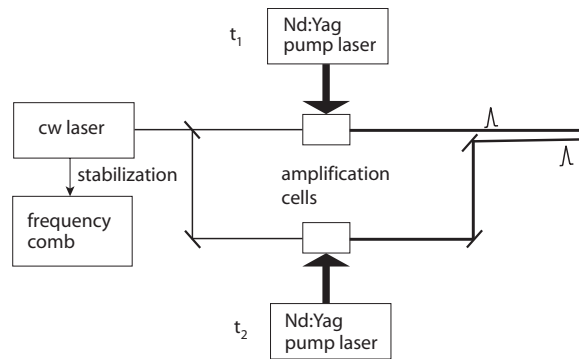 t1
Nd:Yag
pump laser
cw laser
stabilization
frequency
comb
amplification
cells
t2
Nd:Yag
pump laser